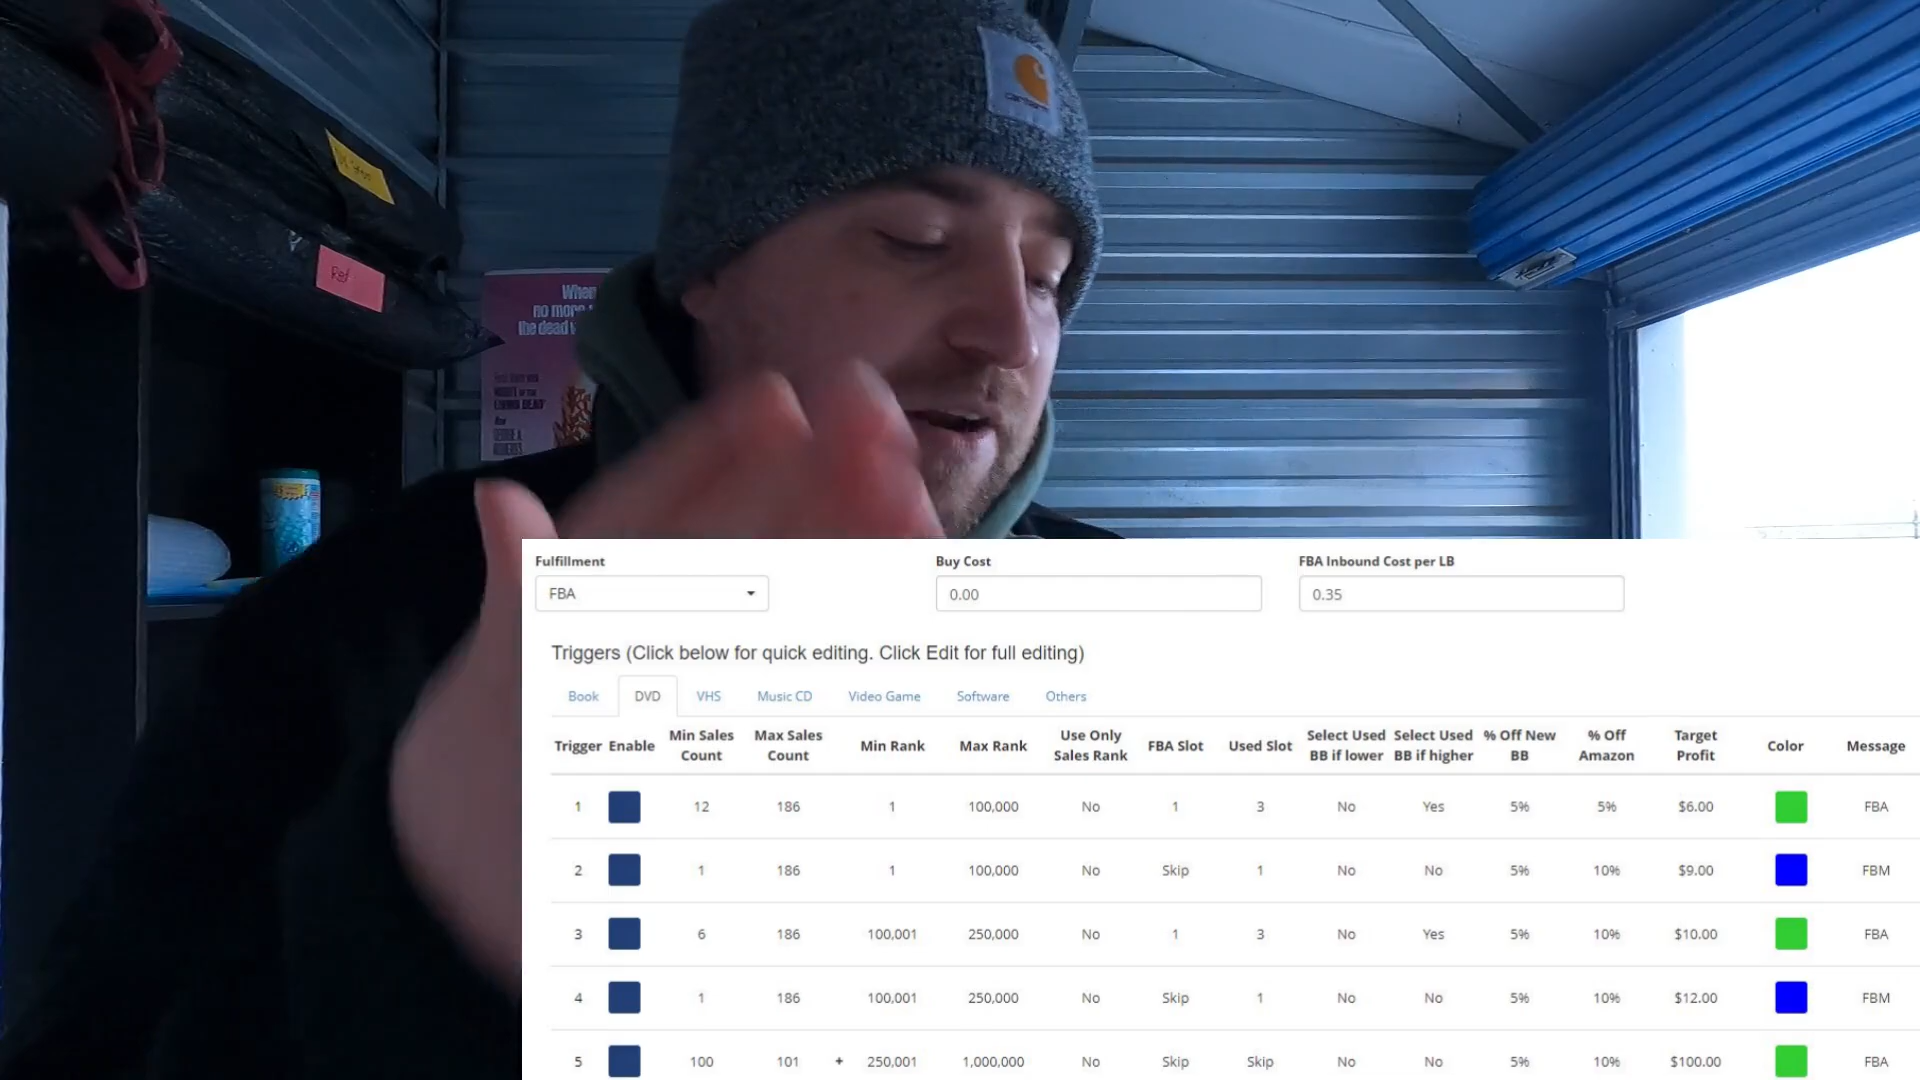 carhartt
Ref
When
no more
the dead
LIVING DEAD
Fulfillment Buy Cost FBA Inbound Cost per LB
FBA 0.00 0.35
Triggers (Click below for quick editing. Click Edit for full editing)
Book DVD VHS Music CD Video Game Software Others
Trigger Enable Min Sales Count Max Sales Count Min Rank Max Rank Use Only Sales Rank FBA Slot Used Slot Select Used BB if lower Select Used BB if higher % Off New BB % Off Amazon Target Profit Color Message
1 12 186 1 100,000 No 1 3 No Yes 5% 5% $6.00 FBA
2 1 186 1 100,000 No Skip 1 No No 5% 10% $9.00 FBM
3 6 186 100,001 250,000 No 1 3 No Yes 5% 10% $10.00 FBA
4 1 186 100,001 250,000 No Skip 1 No No 5% 10% $12.00 FBM
5 100 101 + 250,001 1,000,000 No Skip Skip No No 5% 10% $100.00 FBA